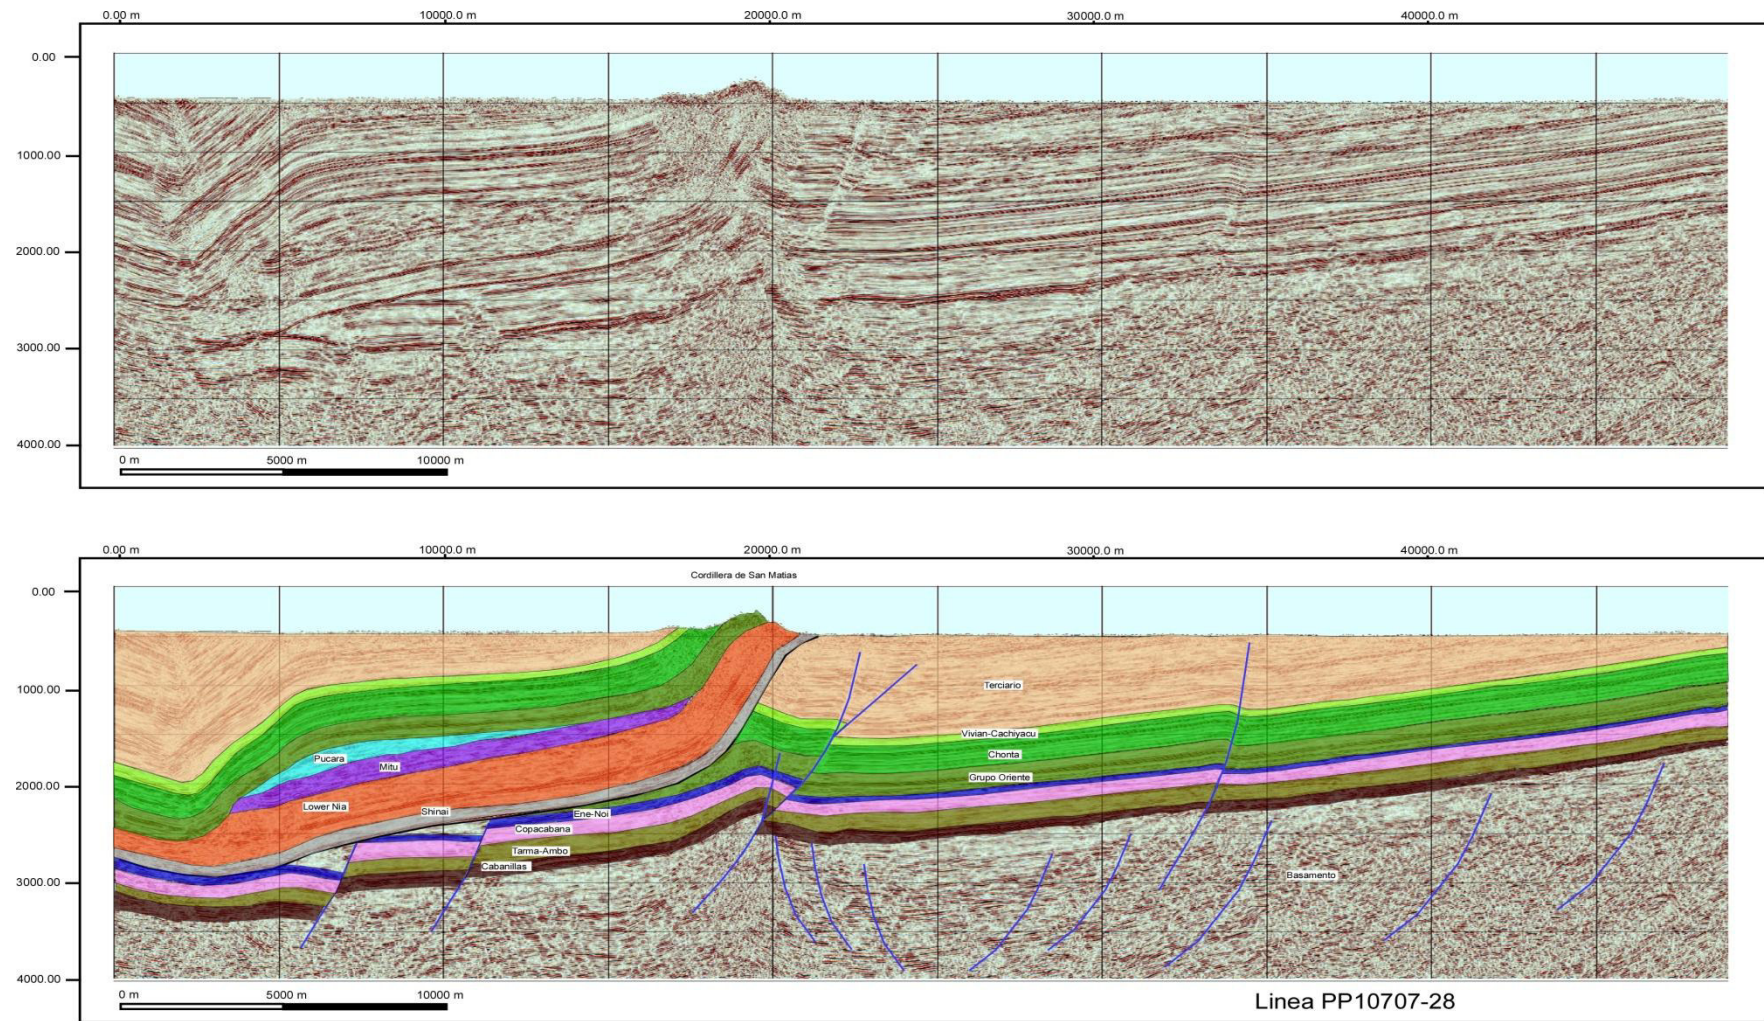 0.00 m 10000.0 m 20000.0 m 30000.0 m 40000.0 m
0.00
1000.00
2000.00
3000.00
4000.00
0 m 5000 m 10000 m
0.00 m 10000.0 m 20000.0 m 30000.0 m 40000.0 m
Cordillera de San Matias
0.00
Terciario
1000.00
Vivian-Cachiyacu
Pucara
Chonta
Mitu
Grupo Oriente
2000.00
Lower Nia
Shinai
Ene-Noi
Copacabana
Tarma-Ambo
Cabanillas
Basamento
3000.00
4000.00
0 m 5000 m 10000 m
Linea PP10707-28